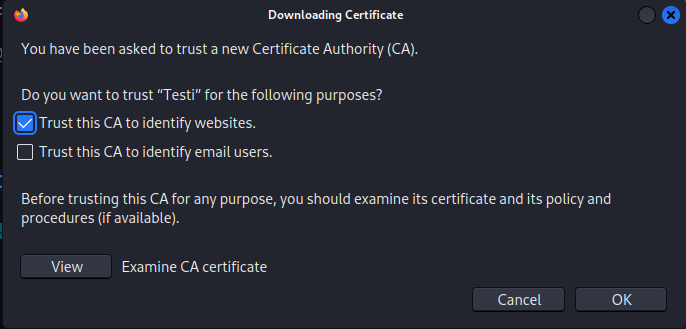 Downloading Certificate
You have been asked to trust a new Certificate Authority (CA).
Do you want to trust “Testi” for the following purposes?
Trust this CA to identify websites.
Trust this CA to identify email users.
Before trusting this CA for any purpose, you should examine its certificate and its policy and
procedures (if available).
View Examine CA certificate
Cancel OK